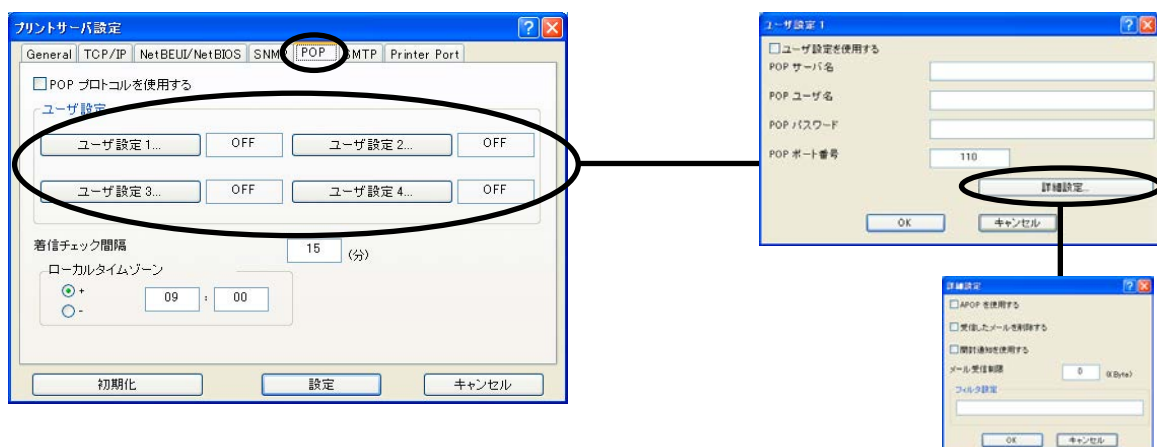 プリントサーバ設定
General TCP/IP NetBEUI/NetBIOS SNMP POP SMTP Printer Port
POP プロトコルを使用する
ユーザ設定
ユーザ設定 1... OFF ユーザ設定 2... OFF
ユーザ設定 3... OFF ユーザ設定 4... OFF
着信チェック間隔 15 (分)
ローカルタイムゾーン
+ 09 : 00
-
初期化 設定 キャンセル
ユーザ設定 1
ユーザ設定を使用する
POP サーバ名
POP ユーザ名
POP パスワード
POP ポート番号 110
詳細設定...
OK キャンセル
詳細設定
APOP を使用する
受信したメールを削除する
開封通知を使用する
メール受信制限 0 (KByte)
フィルタ設定
OK キャンセル